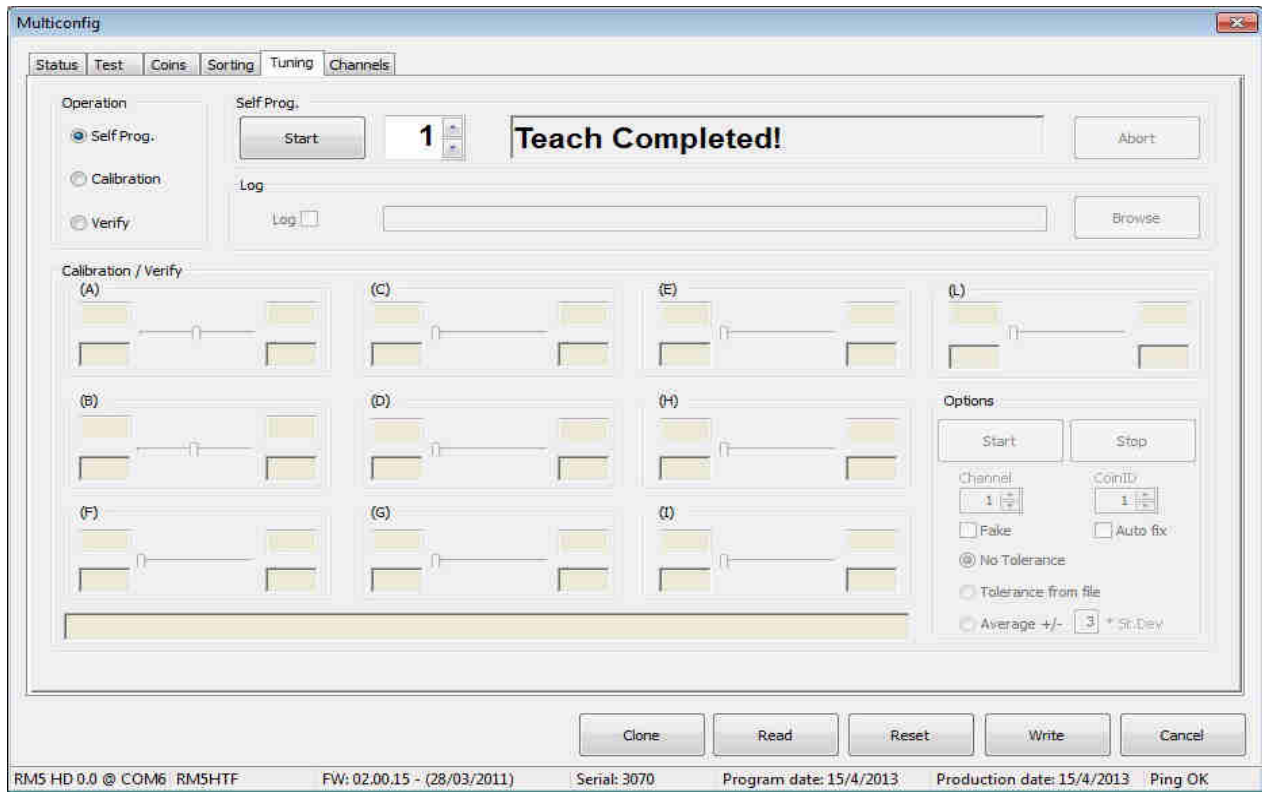 Multiconfig
Status Test Coins Sorting Tuning Channels
Operation
Self Prog.
Calibration
Verify
Self Prog.
Start 1 Teach Completed! Abort
Log
Log Browse
Calibration / Verify
(A) (C) (E) (L)
(B) (D) (H)
(F) (G) (I)
Options
Start Stop
Channel CoinID
1 1
Fake Auto fix
No Tolerance
Tolerance from file
Average +/- 3 * St.Dev
Clone Read Reset Write Cancel
RM5 HD 0.0 @ COM6 RM5HTF FW: 02.00.15 - (28/03/2011) Serial: 3070 Program date: 15/4/2013 Production date: 15/4/2013 Ping OK